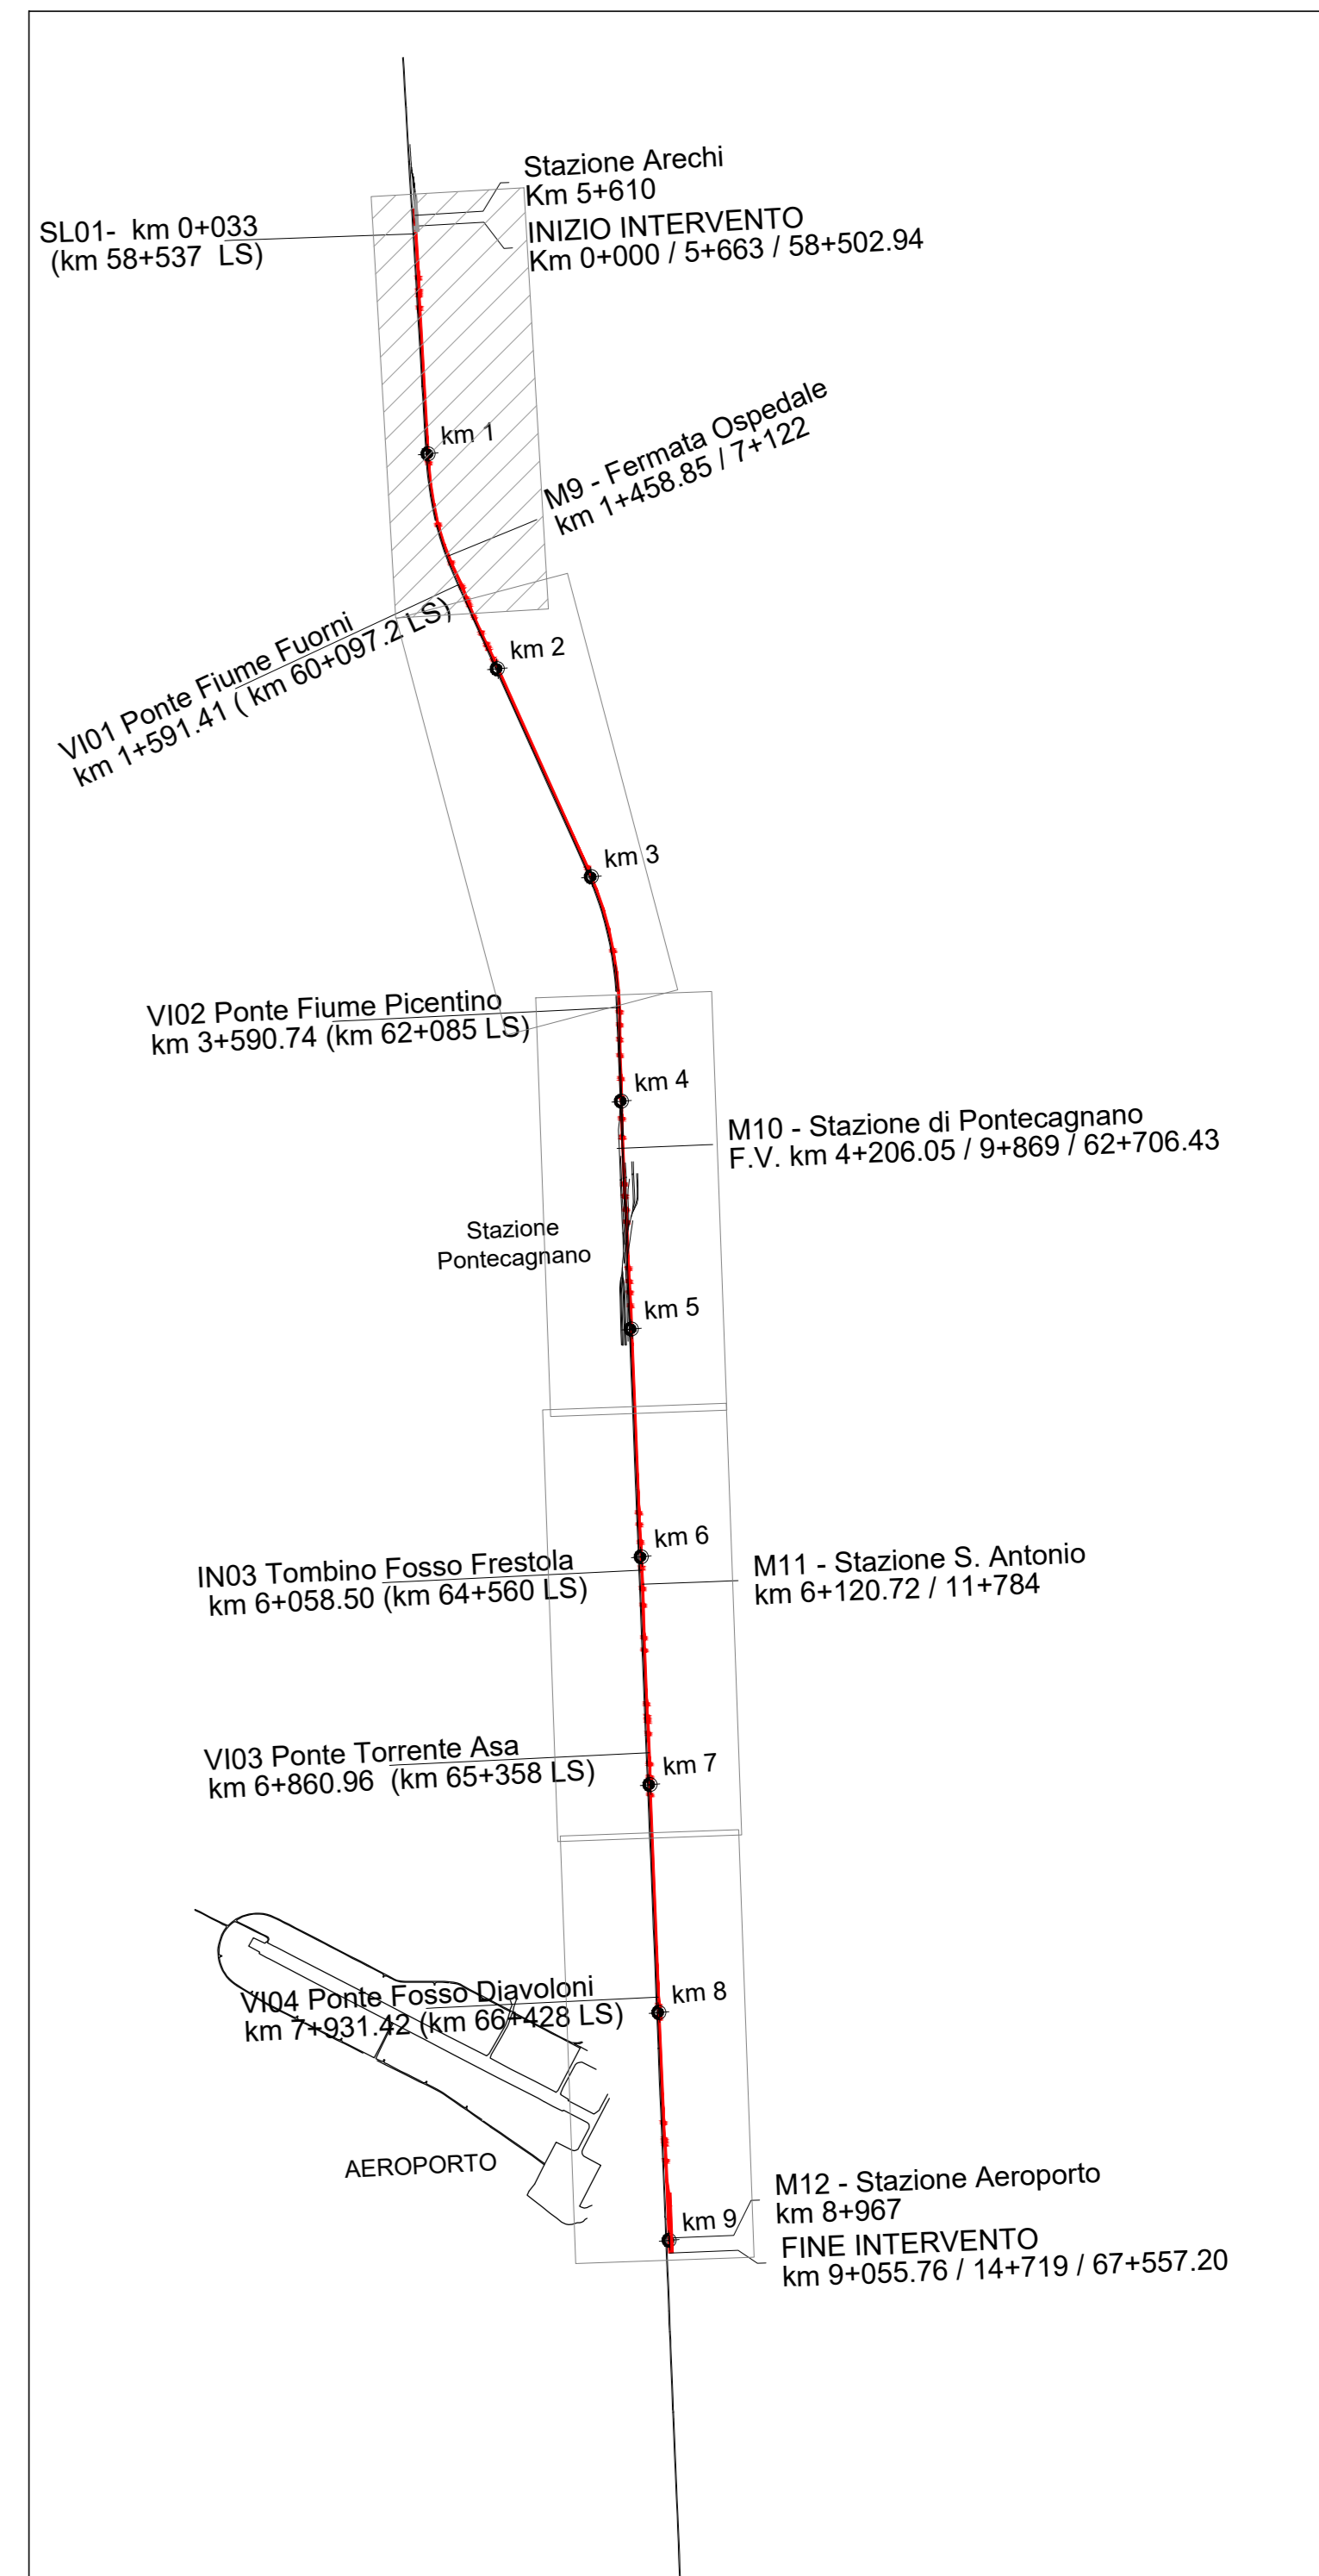 Stazione Arechi
Km 5+610
SL01-  km 0+033
(km 58+537  LS)
INIZIO INTERVENTO
Km 0+000 / 5+663 / 58+502.94
km 1
M9 - Fermata Ospedale
km 1+458.85 / 7+122
VI01 Ponte Fiume Fuorni
km 1+591.41 ( km 60+097.2 LS)
km 2
km 3
VI02 Ponte Fiume Picentino
km 3+590.74 (km 62+085 LS)
km 4
M10 - Stazione di Pontecagnano
F.V. km 4+206.05 / 9+869 / 62+706.43
Stazione
Pontecagnano
km 5
km 6
IN03 Tombino Fosso Frestola
km 6+058.50 (km 64+560 LS)
M11 - Stazione S. Antonio
km 6+120.72 / 11+784
VI03 Ponte Torrente Asa
km 6+860.96  (km 65+358 LS)
km 7
VI04 Ponte Fosso Diavoloni
km 7+931.42 (km 66+428 LS)
km 8
AEROPORTO
M12 - Stazione Aeroporto
km 8+967
km 9
FINE INTERVENTO
km 9+055.76 / 14+719 / 67+557.20